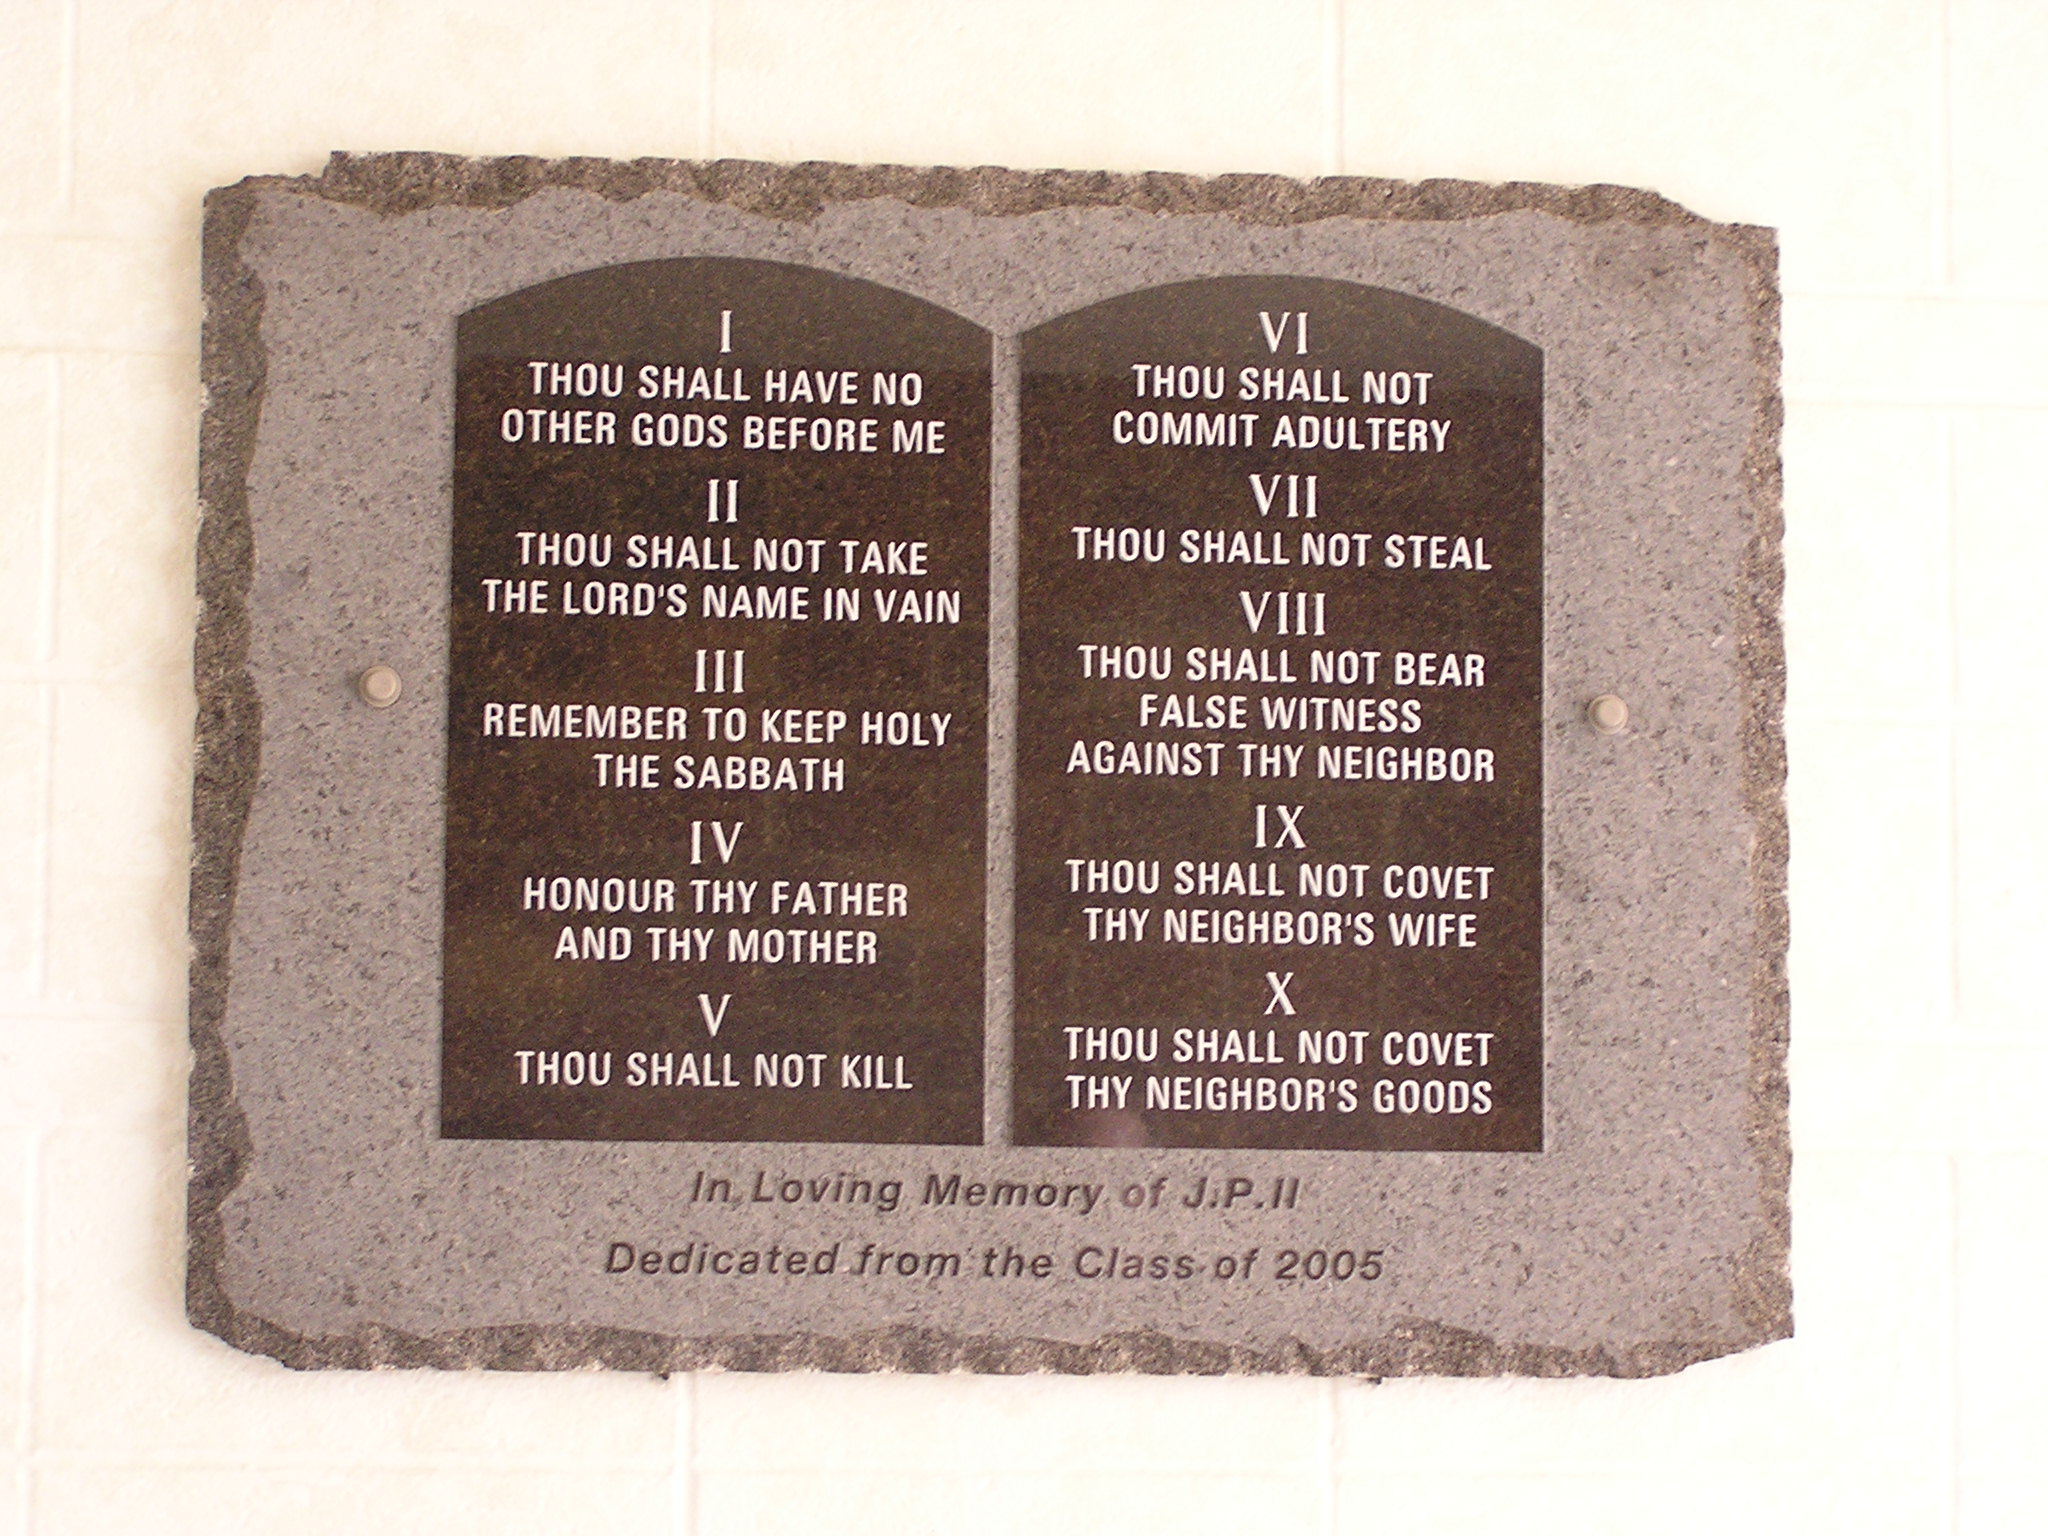 I
THOU SHALL HAVE NO
OTHER GODS BEFORE ME
II
THOU SHALL NOT TAKE
THE LORD'S NAME IN VAIN
III
REMEMBER TO KEEP HOLY
THE SABBATH
IV
HONOUR THY FATHER
AND THY MOTHER
V
THOU SHALL NOT KILL
VI
THOU SHALL NOT
COMMIT ADULTERY
VII
THOU SHALL NOT STEAL
VIII
THOU SHALL NOT BEAR
FALSE WITNESS
AGAINST THY NEIGHBOR
IX
THOU SHALL NOT COVET
THY NEIGHBOR'S WIFE
X
THOU SHALL NOT COVET
THY NEIGHBOR'S GOODS
In Loving Memory of J.P.II
Dedicated from the Class of 2005